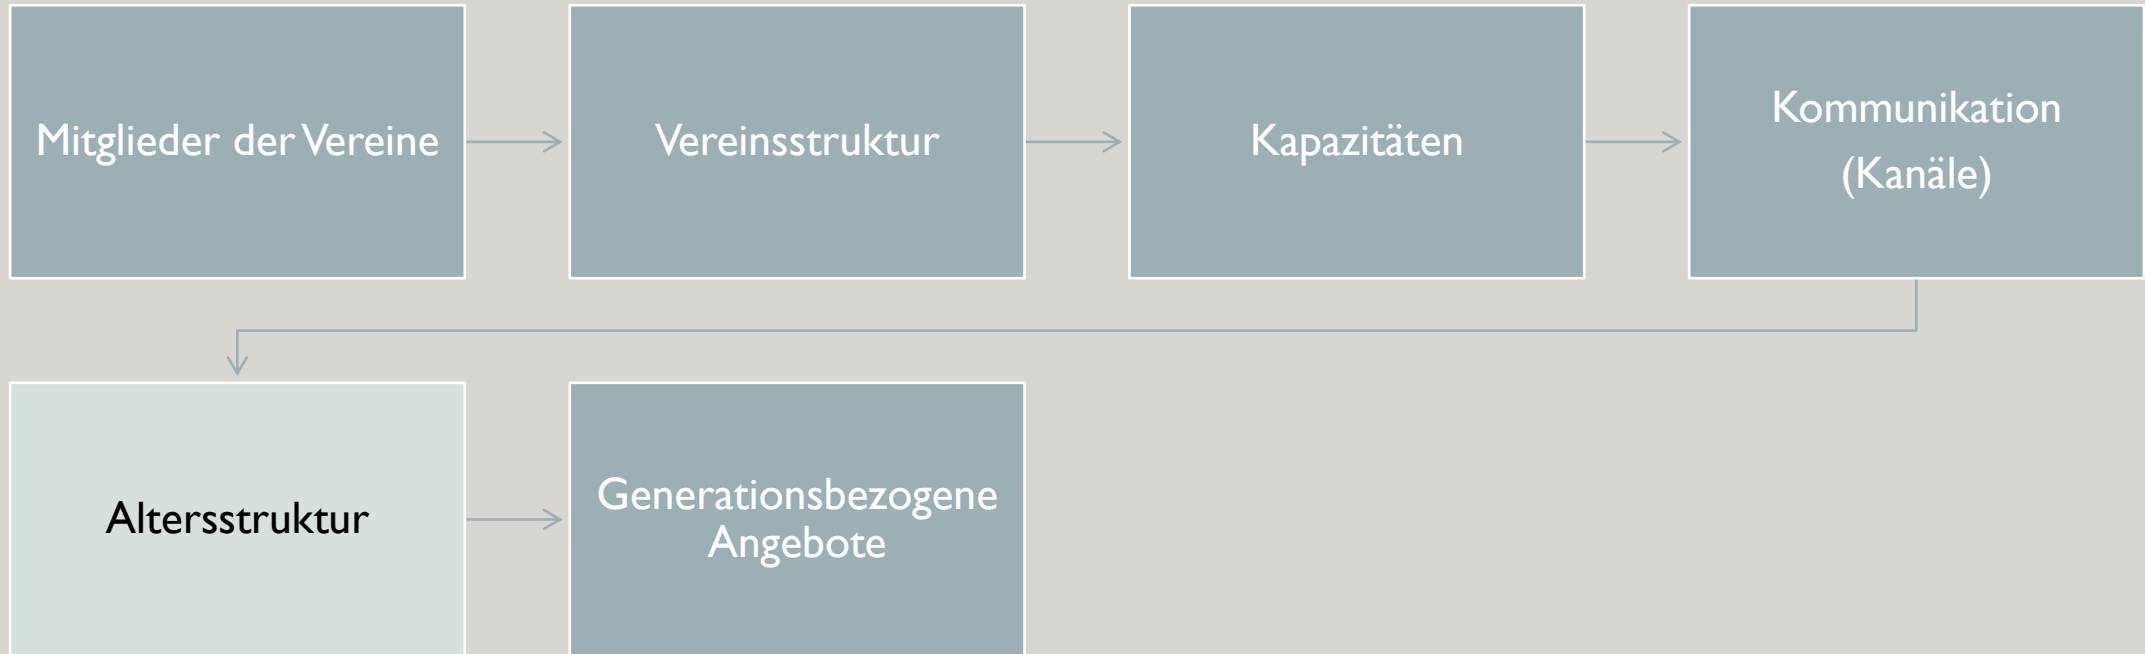 Mitglieder der Vereine
Vereinsstruktur
Kapazitäten
Kommunikation
(Kanäle)
Altersstruktur
Generationsbezogene
Angebote